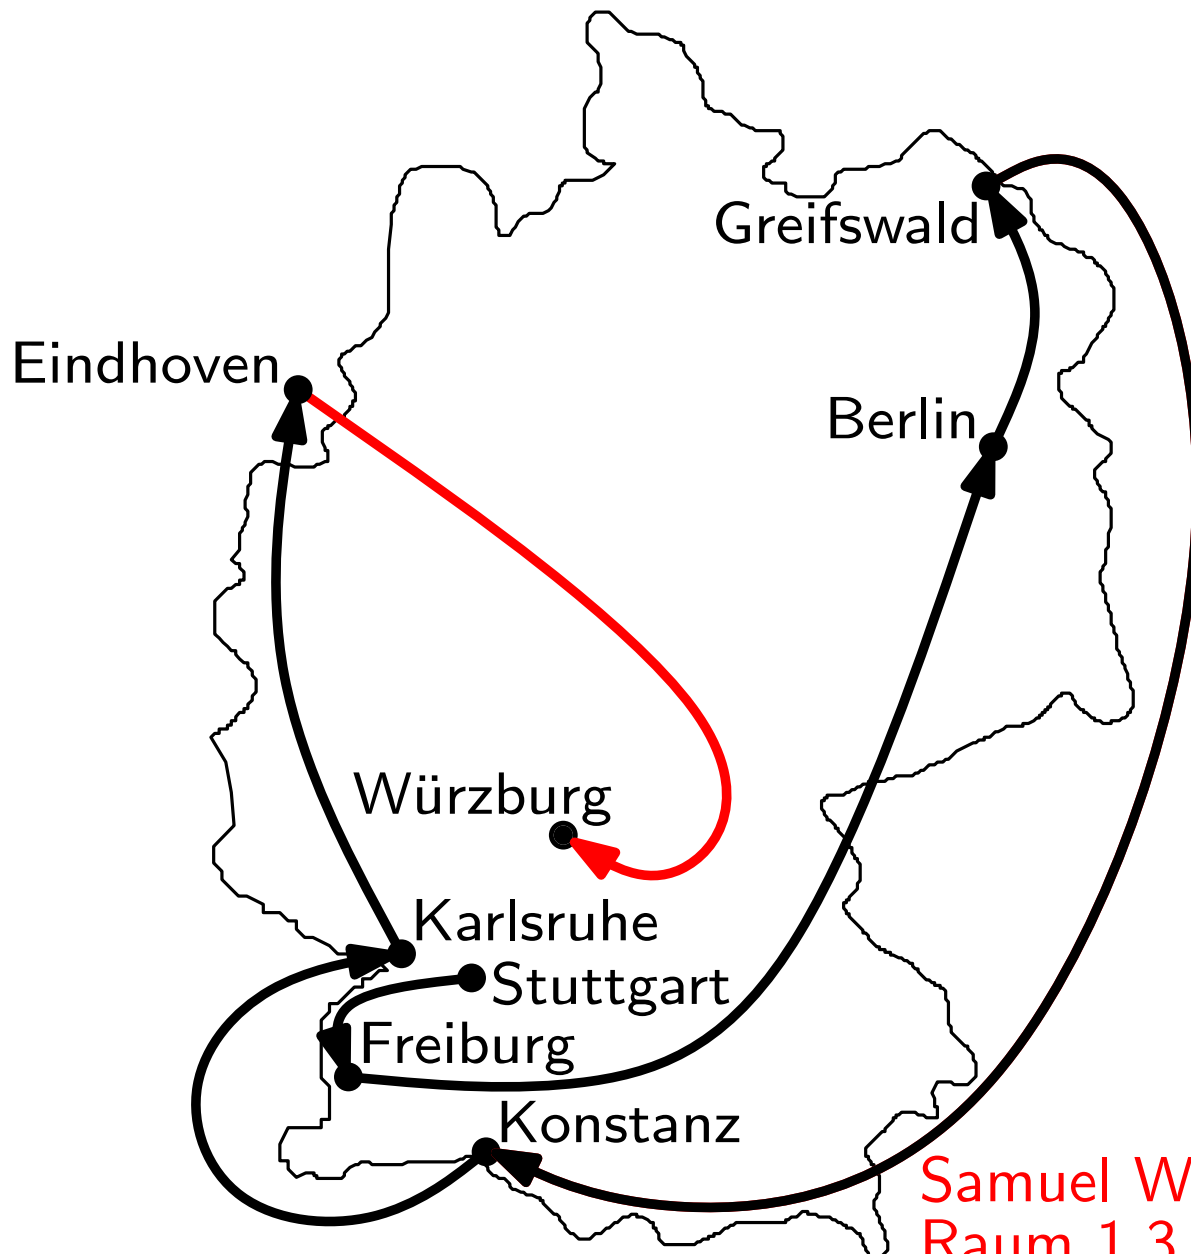 Greifswald
Eindhoven
Berlin
Würzburg
Karlsruhe
Stuttgart
Freiburg
Konstanz
Samuel W
Raum 1.3